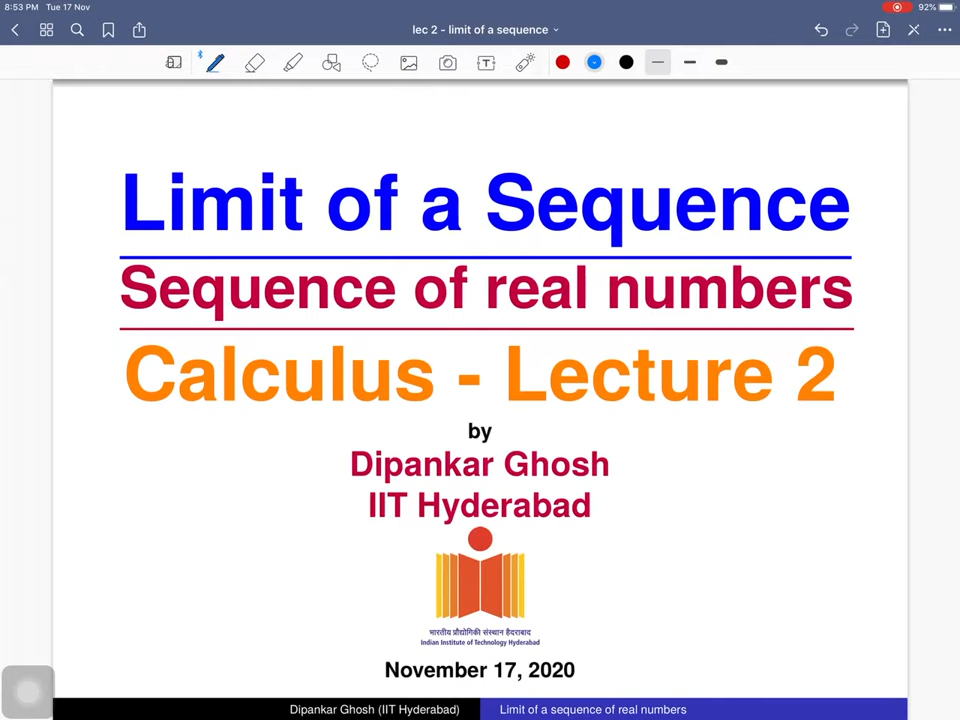 8:53 PM Tue 17 Nov
92%
lec 2 - limit of a sequence
T
Limit of a Sequence
Sequence of real numbers
Calculus - Lecture 2
by
Dipankar Ghosh
IIT Hyderabad
भारतीय प्रौद्योगिकी संस्थान हैदराबाद
Indian Institute of Technology Hyderabad
November 17, 2020
Dipankar Ghosh (IIT Hyderabad) Limit of a sequence of real numbers